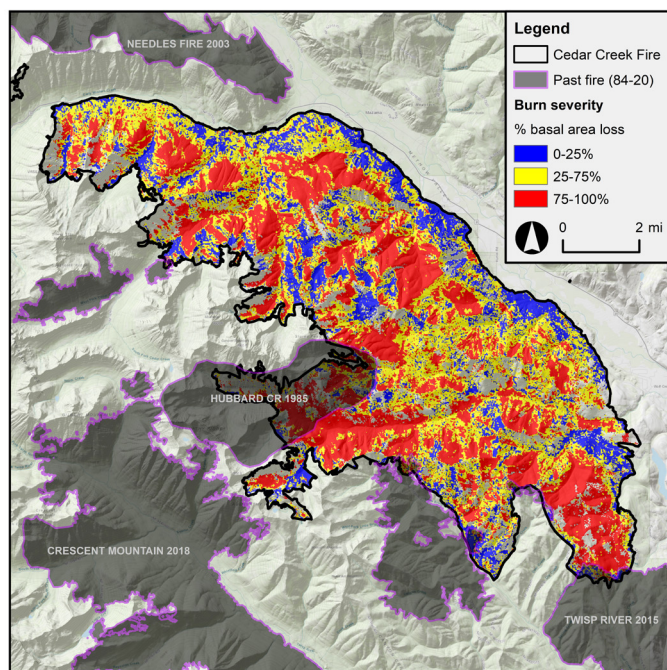 NEEDLES FIRE 2003
Legend
Cedar Creek Fire
Past fire (84-20)
Burn severity
% basal area loss
0-25%
25-75%
75-100%
0 2 mi
HUBBARD CR 1985
CRESCENT MOUNTAIN 2018
TWISP RIVER 2015